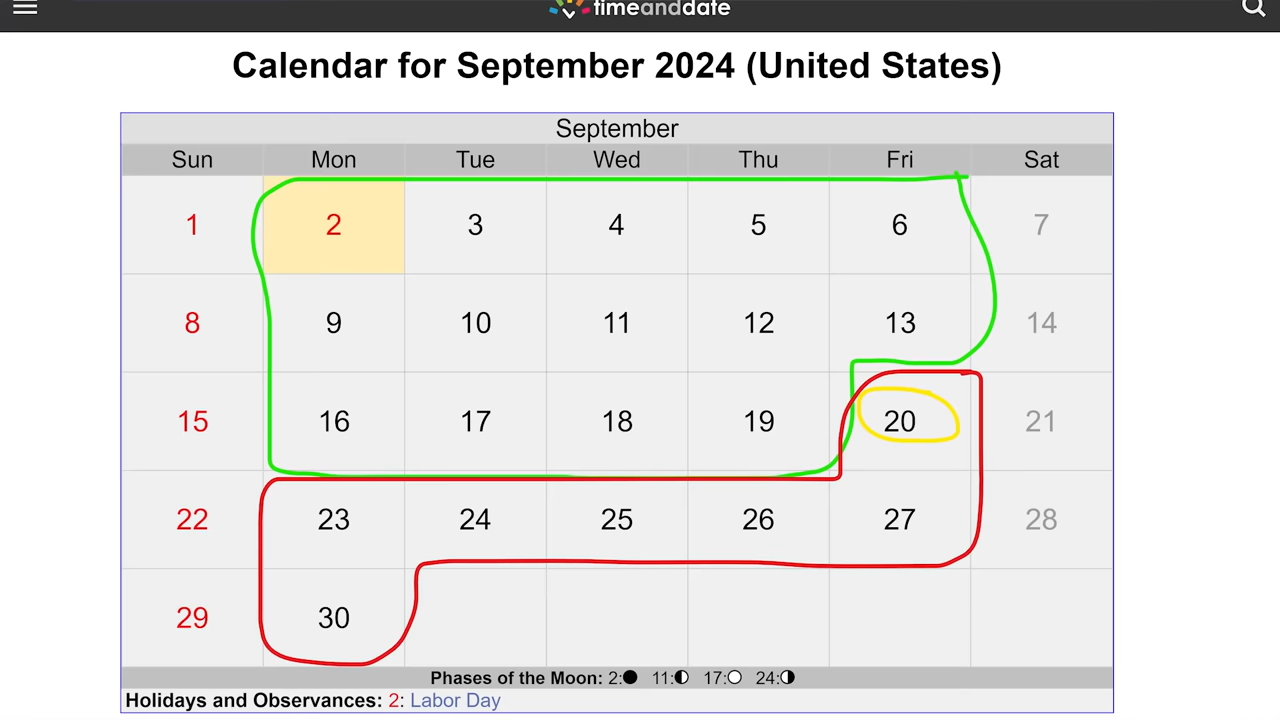 timeanddate
Calendar for September 2024 (United States)
September
Sun Mon Tue Wed Thu Fri Sat
1 2 3 4 5 6 7
8 9 10 11 12 13 14
15 16 17 18 19 20 21
22 23 24 25 26 27 28
29 30
Phases of the Moon: 2: 11: 17: 24:
Holidays and Observances: 2: Labor Day